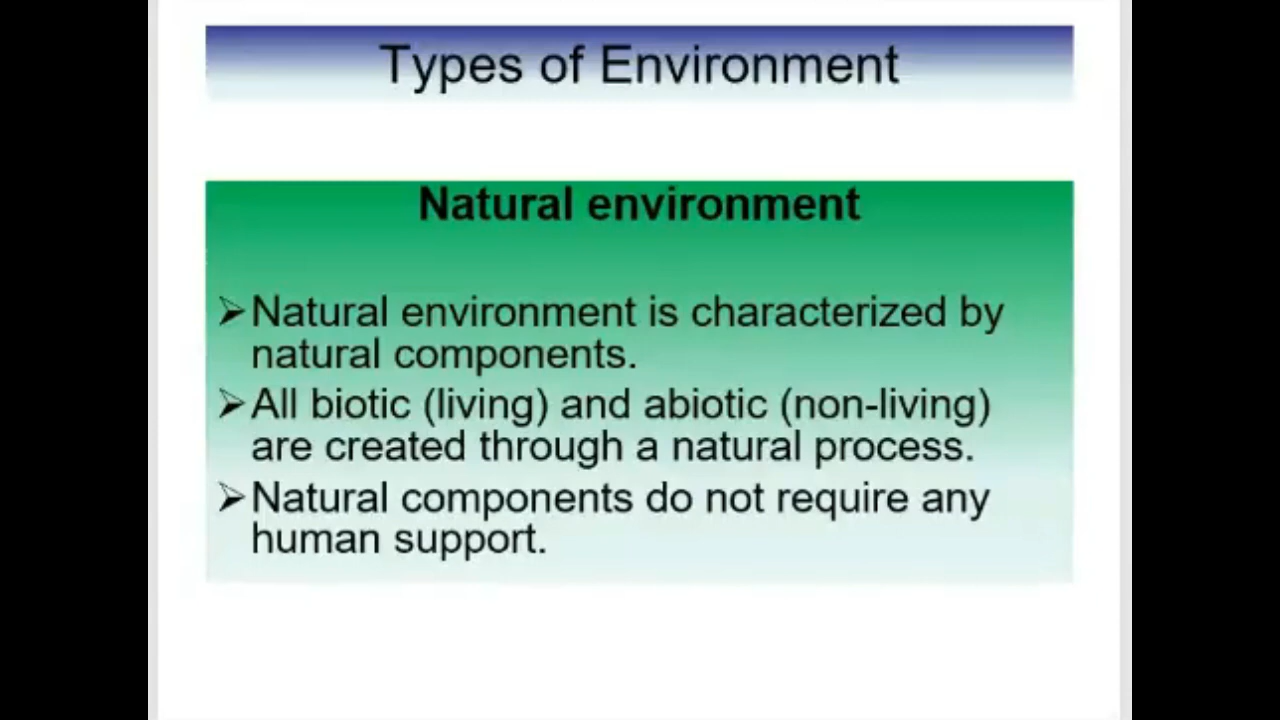 Types of Environment
Natural environment
➢Natural environment is characterized by
natural components.
➢All biotic (living) and abiotic (non-living)
are created through a natural process.
➢Natural components do not require any
human support.